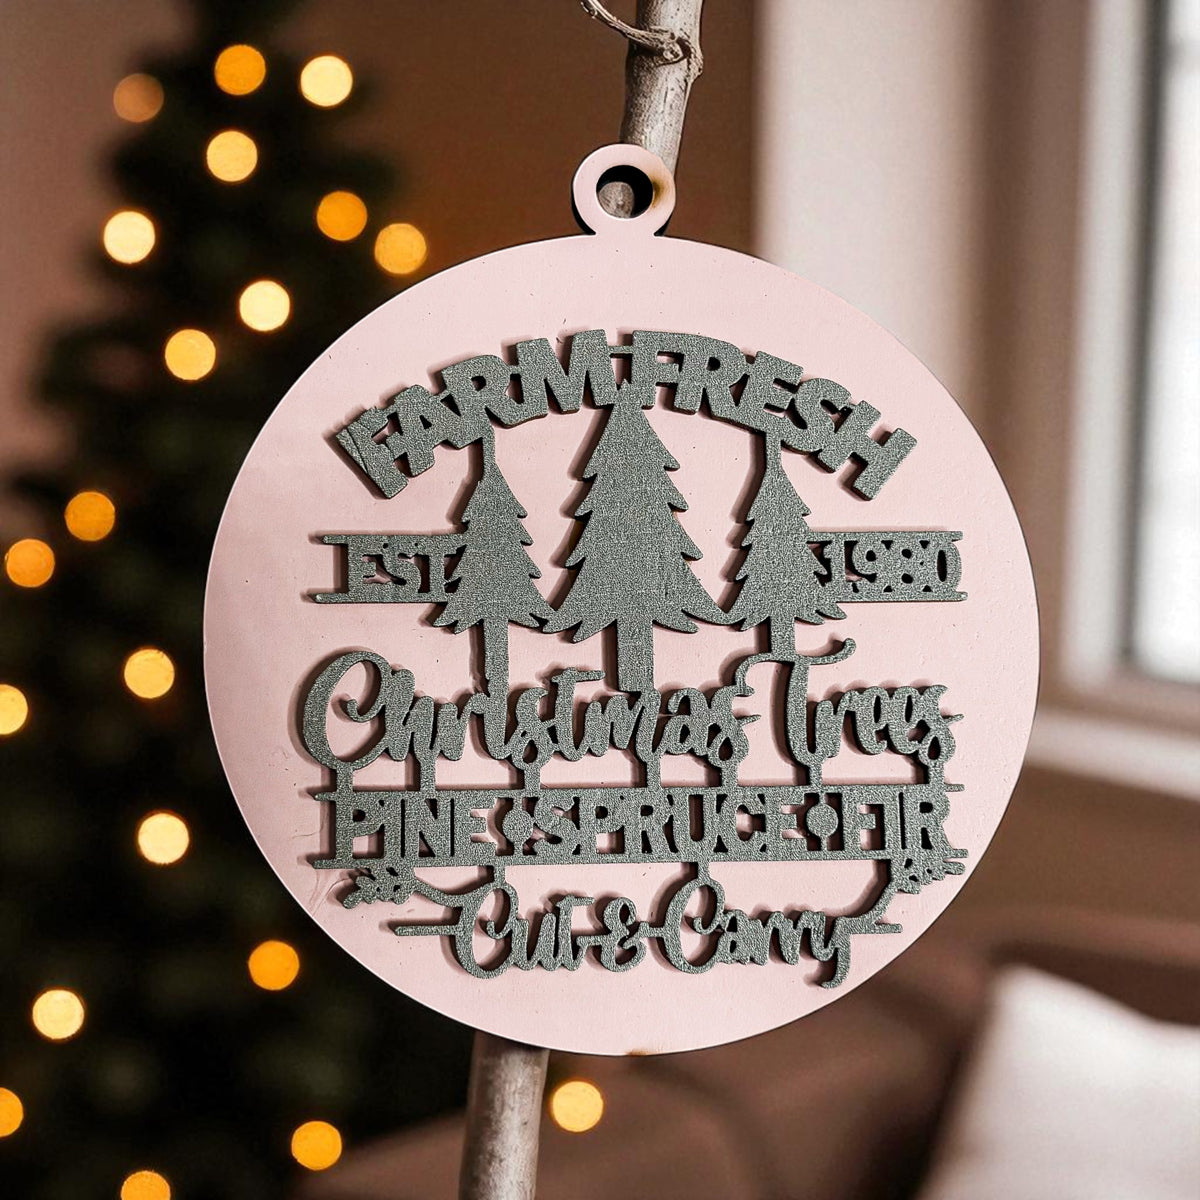 FARM FRESH
EST 1980
Christmas Trees
PINE • SPRUCE • FIR
Cut & Carry